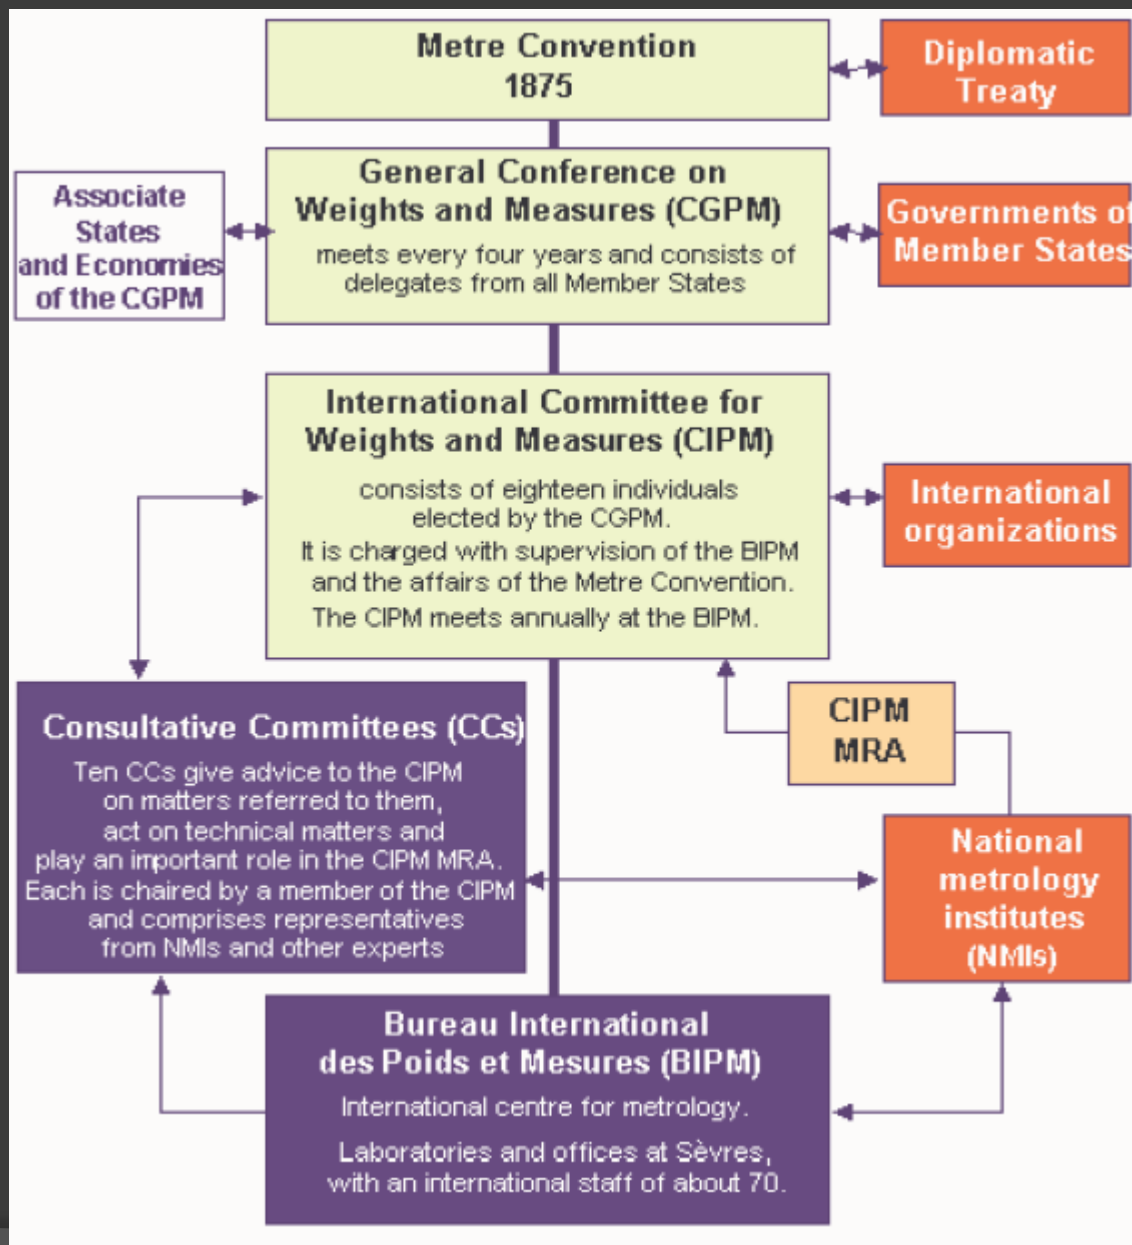 Metre Convention
1875
Diplomatic
Treaty
General Conference on
Weights and Measures (CGPM)
meets every four years and consists of
delegates from all Member States
Associate
States
and Economies
of the CGPM
Governments of
Member States
International Committee for
Weights and Measures (CIPM)
consists of eighteen individuals
elected by the CGPM.
It is charged with supervision of the BIPM
and the affairs of the Metre Convention.
The CIPM meets annually at the BIPM.
International
organizations
CIPM
MRA
Consultative Committees (CCs)
Ten CCs give advice to the CIPM
on matters referred to them,
act on technical matters and
play an important role in the CIPM MRA.
Each is chaired by a member of the CIPM
and comprises representatives
from NMIs and other experts
National
metrology
institutes
(NMIs)
Bureau International
des Poids et Mesures (BIPM)
International centre for metrology.
Laboratories and offices at Sèvres,
with an international staff of about 70.